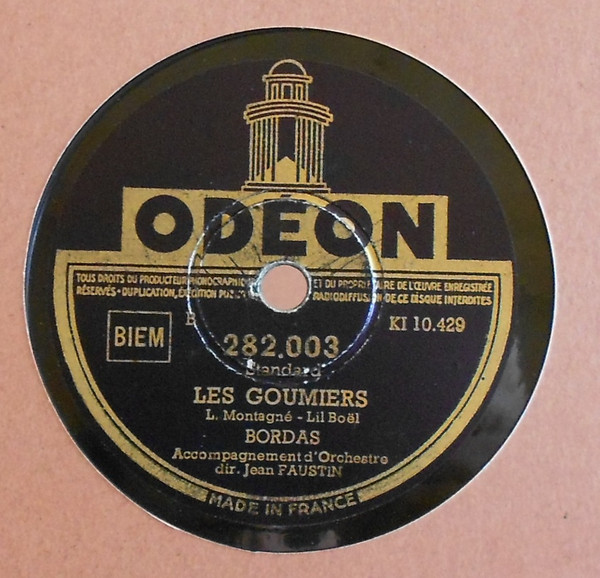 ODÉON
TOUS DROITS DU PRODUCTEUR PHONOGRAPHIQUE ET DU PROPRIÉTAIRE DE L'ŒUVRE ENREGISTRÉE
RÉSERVÉS · DUPLICATION, RADIODIFFUSION DE CE DISQUE INTERDITES
BIEM
B
KI 10.429
282.003
Standard
LES GOUMIERS
L. Montagné - Lil Boël
BORDAS
Accompagnement d'Orchestre
dir. Jean FAUSTIN
MADE IN FRANCE